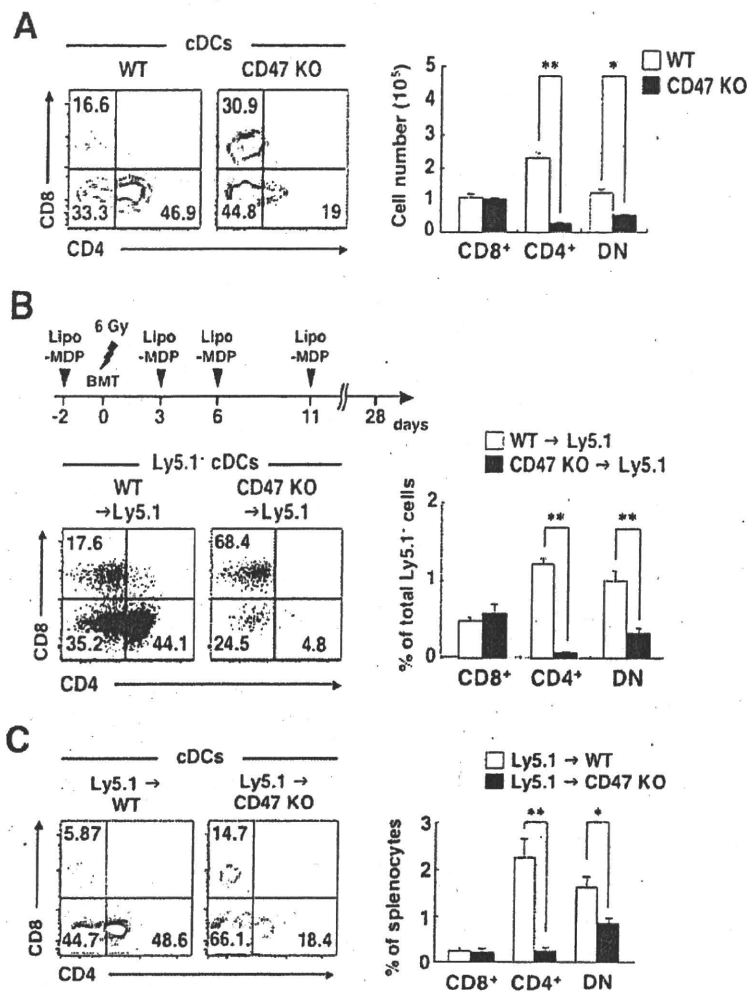 A
cDCs
WT
CD47 KO
16.6
33.3
46.9
30.9
44.8
19
CD8
CD4
Cell number (10⁵)
5
4
3
2
1
0
**
*
WT
CD47 KO
CD8⁺
CD4⁺
DN
B
Lipo
-MDP
6 Gy
BMT
Lipo
-MDP
Lipo
-MDP
Lipo
-MDP
-2
0
3
6
11
28
days
Ly5.1⁻ cDCs
WT
→Ly5.1
CD47 KO
→Ly5.1
17.6
35.2
44.1
68.4
24.5
4.8
CD8
CD4
WT → Ly5.1
CD47 KO → Ly5.1
% of total Ly5.1⁻ cells
2
1
0
**
**
CD8⁺
CD4⁺
DN
C
cDCs
Ly5.1 →
WT
Ly5.1 →
CD47 KO
5.87
44.7
48.6
14.7
66.1
18.4
CD8
CD4
Ly5.1 → WT
Ly5.1 → CD47 KO
% of splenocytes
3
2
1
0
**
*
CD8⁺
CD4⁺
DN